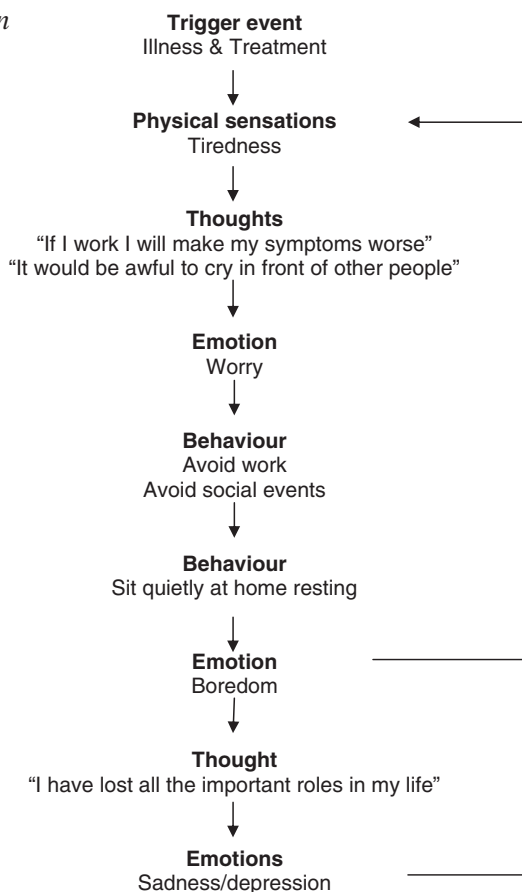 Trigger event
Illness & Treatment
Physical sensations
Tiredness
Thoughts
“If I work I will make my symptoms worse”
“It would be awful to cry in front of other people”
Emotion
Worry
Behaviour
Avoid work
Avoid social events
Behaviour
Sit quietly at home resting
Emotion
Boredom
Thought
“I have lost all the important roles in my life”
Emotions
Sadness/depression